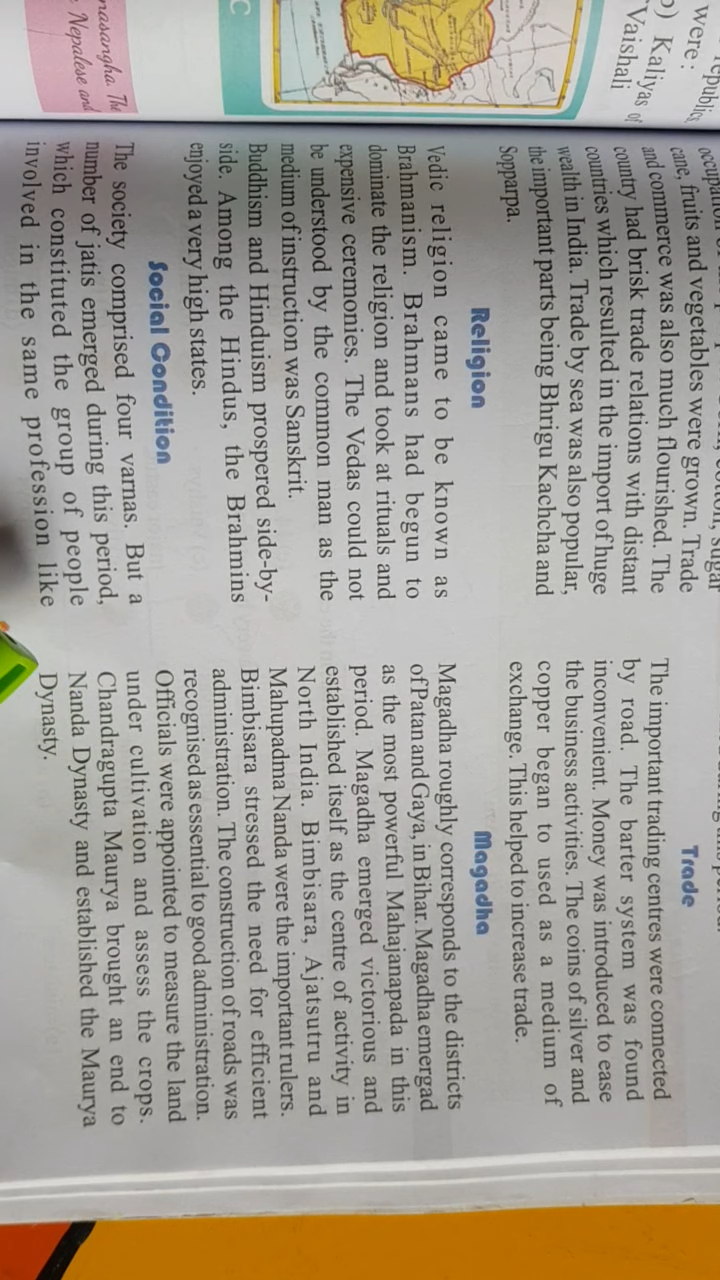 republics
were :
b) Kaliyas of
Vaishali
C
nasangha. The
Nepalese and
sugar
cane, fruits and vegetables were grown. Trade
and commerce was also much flourished. The
country had brisk trade relations with distant
countries which resulted in the import of huge
wealth in India. Trade by sea was also popular,
the important parts being Bhrigu Kachcha and
Sopparpa.
Religion
Vedic religion came to be known as
Brahmanism. Brahmans had begun to
dominate the religion and took at rituals and
expensive ceremonies. The Vedas could not
be understood by the common man as the
medium of instruction was Sanskrit.
Buddhism and Hinduism prospered side-by-
side. Among the Hindus, the Brahmins
enjoyed a very high states.
Social Condition
The society comprised four varnas. But a
number of jatis emerged during this period,
which constituted the group of people
involved in the same profession like
Trade
The important trading centres were connected
by road. The barter system was found
inconvenient. Money was introduced to ease
the business activities. The coins of silver and
copper began to used as a medium of
exchange. This helped to increase trade.
Magadha
Magadha roughly corresponds to the districts
of Patan and Gaya, in Bihar. Magadha emergad
as the most powerful Mahajanapada in this
period. Magadha emerged victorious and
established itself as the centre of activity in
North India. Bimbisara, Ajatsutru and
Mahupadma Nanda were the important rulers.
Bimbisara stressed the need for efficient
administration. The construction of roads was
recognised as essential to good administration.
Officials were appointed to measure the land
under cultivation and assess the crops.
Chandragupta Maurya brought an end to
Nanda Dynasty and established the Maurya
Dynasty.